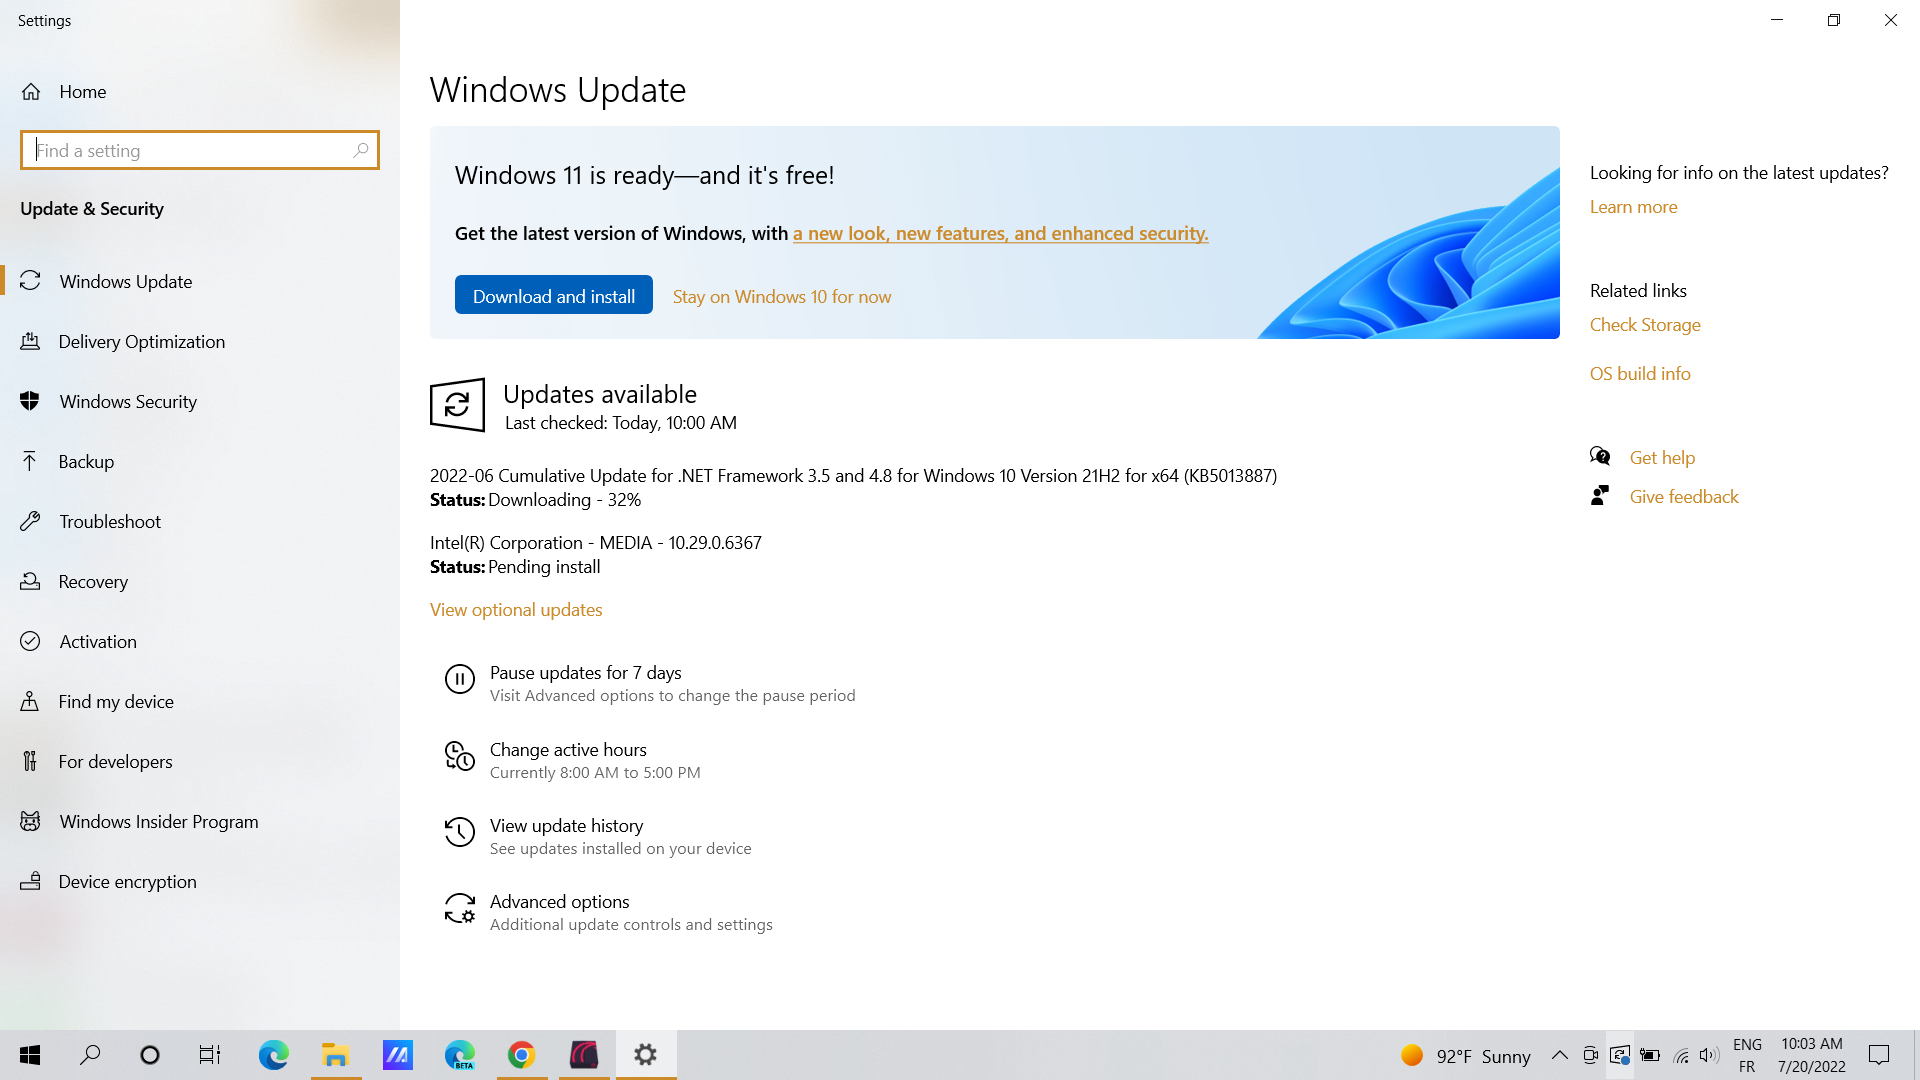 Settings
Home
Find a setting
Update & Security
Windows Update
Delivery Optimization
Windows Security
Backup
Troubleshoot
Recovery
Activation
Find my device
For developers
Windows Insider Program
Device encryption
Windows Update
Windows 11 is ready—and it's free!
Get the latest version of Windows, with a new look, new features, and enhanced security.
Download and install
Stay on Windows 10 for now
Updates available
Last checked: Today, 10:00 AM
2022-06 Cumulative Update for .NET Framework 3.5 and 4.8 for Windows 10 Version 21H2 for x64 (KB5013887)
Status: Downloading - 32%
Intel(R) Corporation - MEDIA - 10.29.0.6367
Status: Pending install
View optional updates
Pause updates for 7 days
Visit Advanced options to change the pause period
Change active hours
Currently 8:00 AM to 5:00 PM
View update history
See updates installed on your device
Advanced options
Additional update controls and settings
Looking for info on the latest updates?
Learn more
Related links
Check Storage
OS build info
Get help
Give feedback
BETA
92°F Sunny
ENG
FR
10:03 AM
7/20/2022